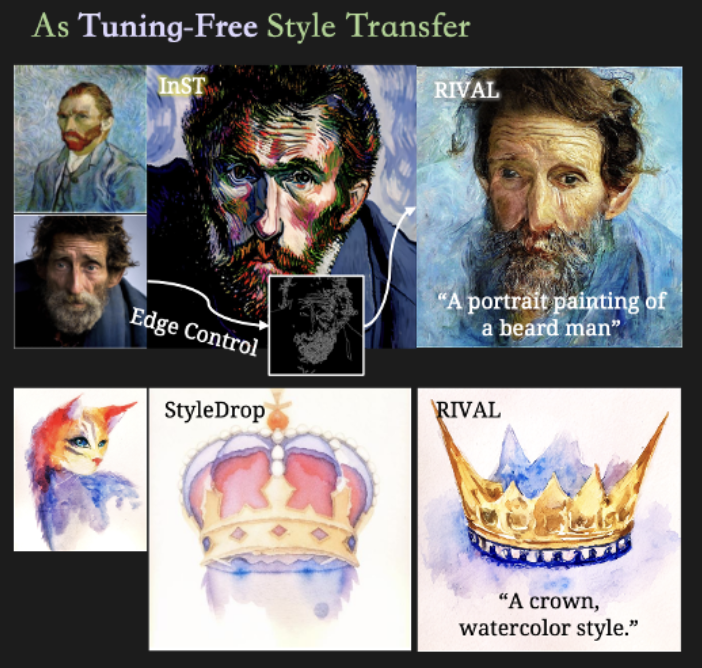 As Tuning-Free Style Transfer
InST
RIVAL
Edge Control
“A portrait painting of
a beard man”
StyleDrop
RIVAL
“A crown,
watercolor style.”